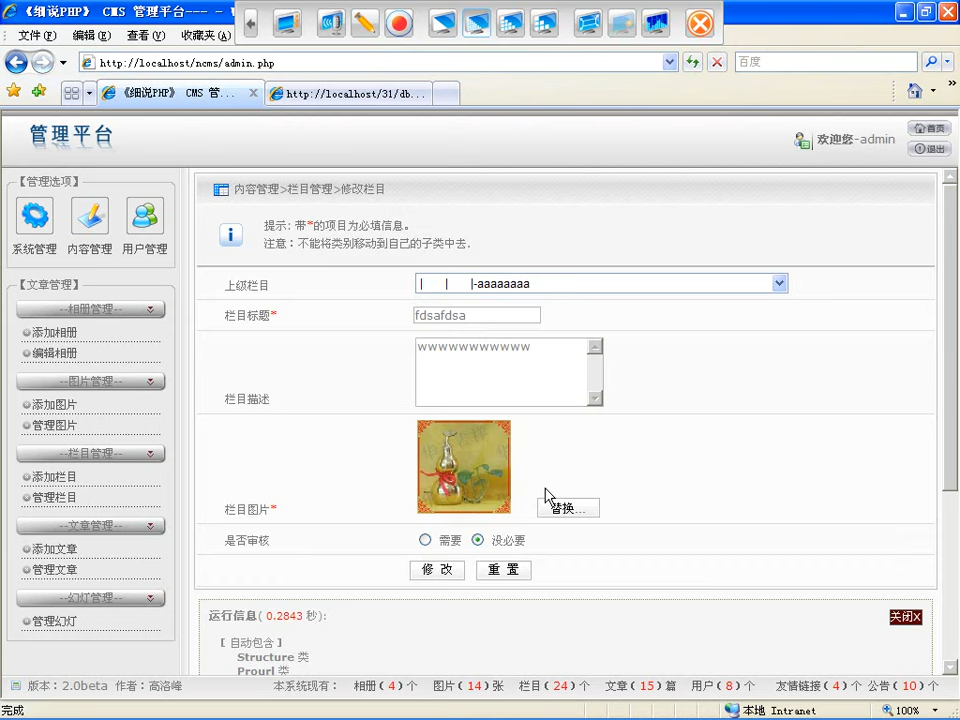 《细说PHP》 CMS 管理平台---
文件(F) 编辑(E) 查看(V) 收藏夹(A)
http://localhost/ncms/admin.php
百度
《细说PHP》 CMS 管...
http://localhost/31/db...
管理平台
欢迎您-admin
首页
退出
【管理选项】
系统管理 内容管理 用户管理
【文章管理】
--相册管理--
添加相册
编辑相册
--图片管理--
添加图片
管理图片
--栏目管理--
添加栏目
管理栏目
--文章管理--
添加文章
管理文章
--幻灯管理--
管理幻灯
内容管理>栏目管理>修改栏目
提示: 带*的项目为必填信息。
注意：不能将类别移动到自己的子类中去.
上级栏目 | | |-aaaaaaaa
栏目标题* fdsafdsa
栏目描述 wwwwwwwwwww
栏目图片* 替换...
是否审核 需要 没必要
修 改 重 置
运行信息( 0.2843 秒):
关闭X
[ 自动包含 ]
Structure 类
Prourl 类
版本: 2.0beta 作者: 高洛峰 本系统现有: 相册(4)个 图片(14)张 栏目(24)个 文章(15)篇 用户(8)个 友情链接(4)个 公告(10)个
完成 本地 Intranet 100%